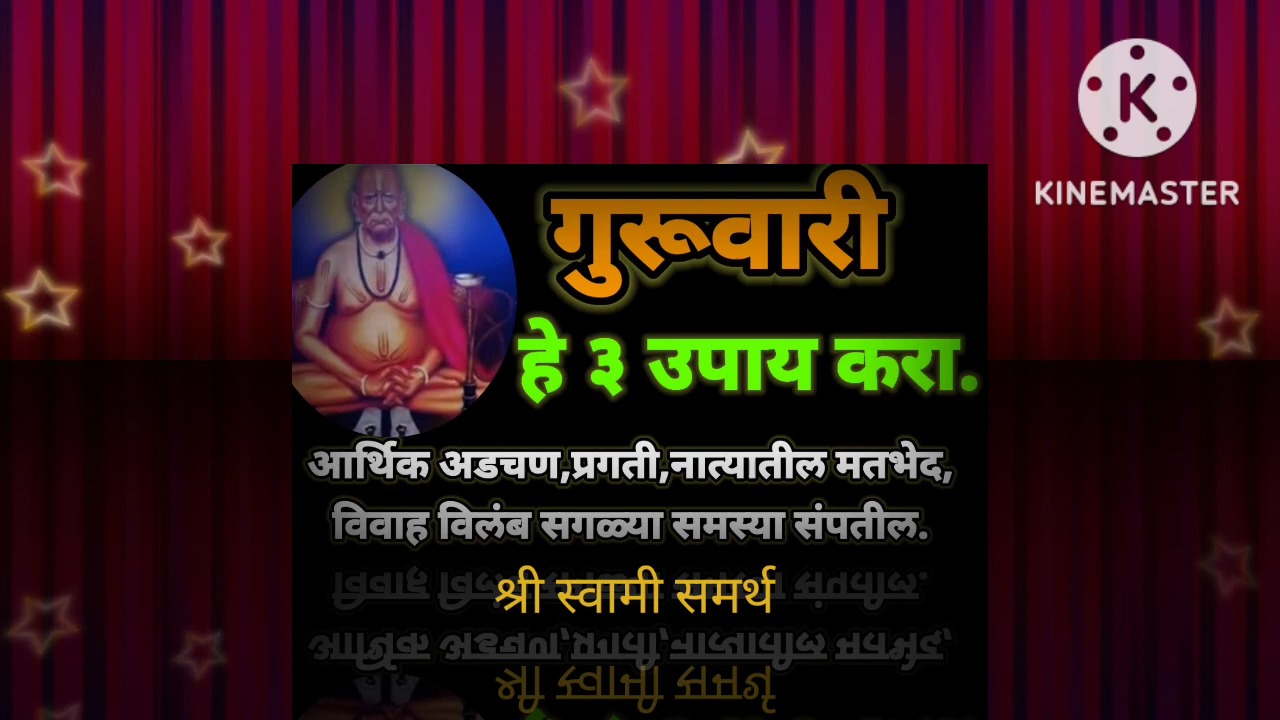 KINEMASTER
गुरूवारी
हे ३ उपाय करा.
आर्थिक अडचण,प्रगती,नात्यातील मतभेद,
विवाह विलंब सगळ्या समस्या संपतील.
श्री स्वामी समर्थ